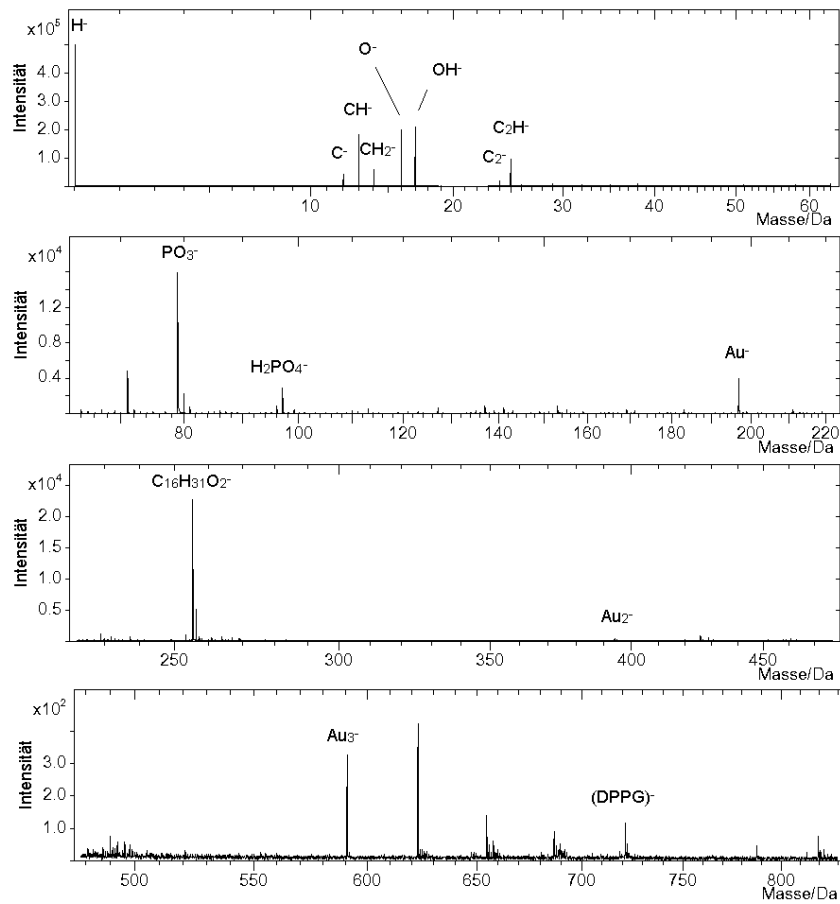 x10⁵ H⁻
Intensität
4.0
3.0
2.0
1.0
O⁻
OH⁻
CH⁻
C₂H⁻
C⁻ CH₂⁻ C₂⁻
10 20 30 40 50 60
Masse/Da
x10⁴
Intensität
1.2
0.8
0.4
PO₃⁻
H₂PO₄⁻
Au⁻
80 100 120 140 160 180 200 220
Masse/Da
x10⁴
Intensität
2.0
1.5
1.0
0.5
C₁₆H₃₁O₂⁻
Au₂⁻
250 300 350 400 450
Masse/Da
x10²
Intensität
3.0
2.0
1.0
Au₃⁻
(DPPG)⁻
500 550 600 650 700 750 800
Masse/Da